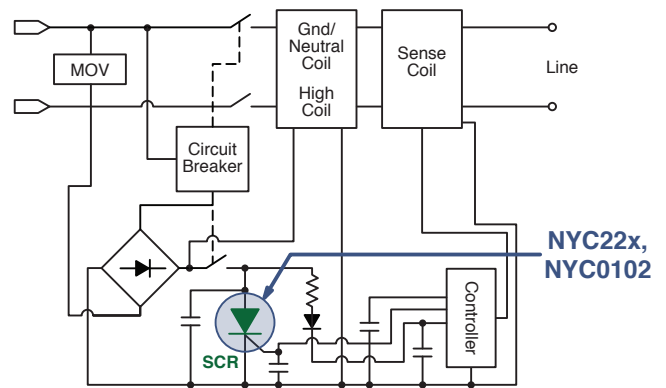 Gnd/
Neutral
Coil
High
Coil
Sense
Coil
Line
MOV
Circuit
Breaker
NYC22x,
NYC0102
Controller
SCR